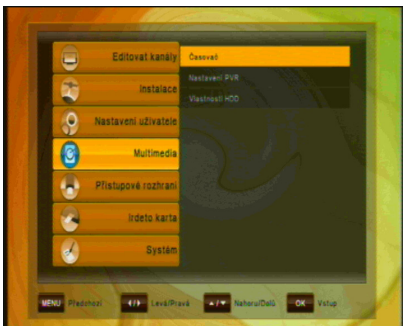 Editovat kanály
Instalace
Nastavení uživatele
Multimedia
Přístupové rozhraní
Irdeto karta
Systém
Časovač
Nastavení PVR
Vlastnosti HDD
MENU Předchozí ◄/► Levá/Pravá ▲/▼ Nahoru/Dolů OK Vstup